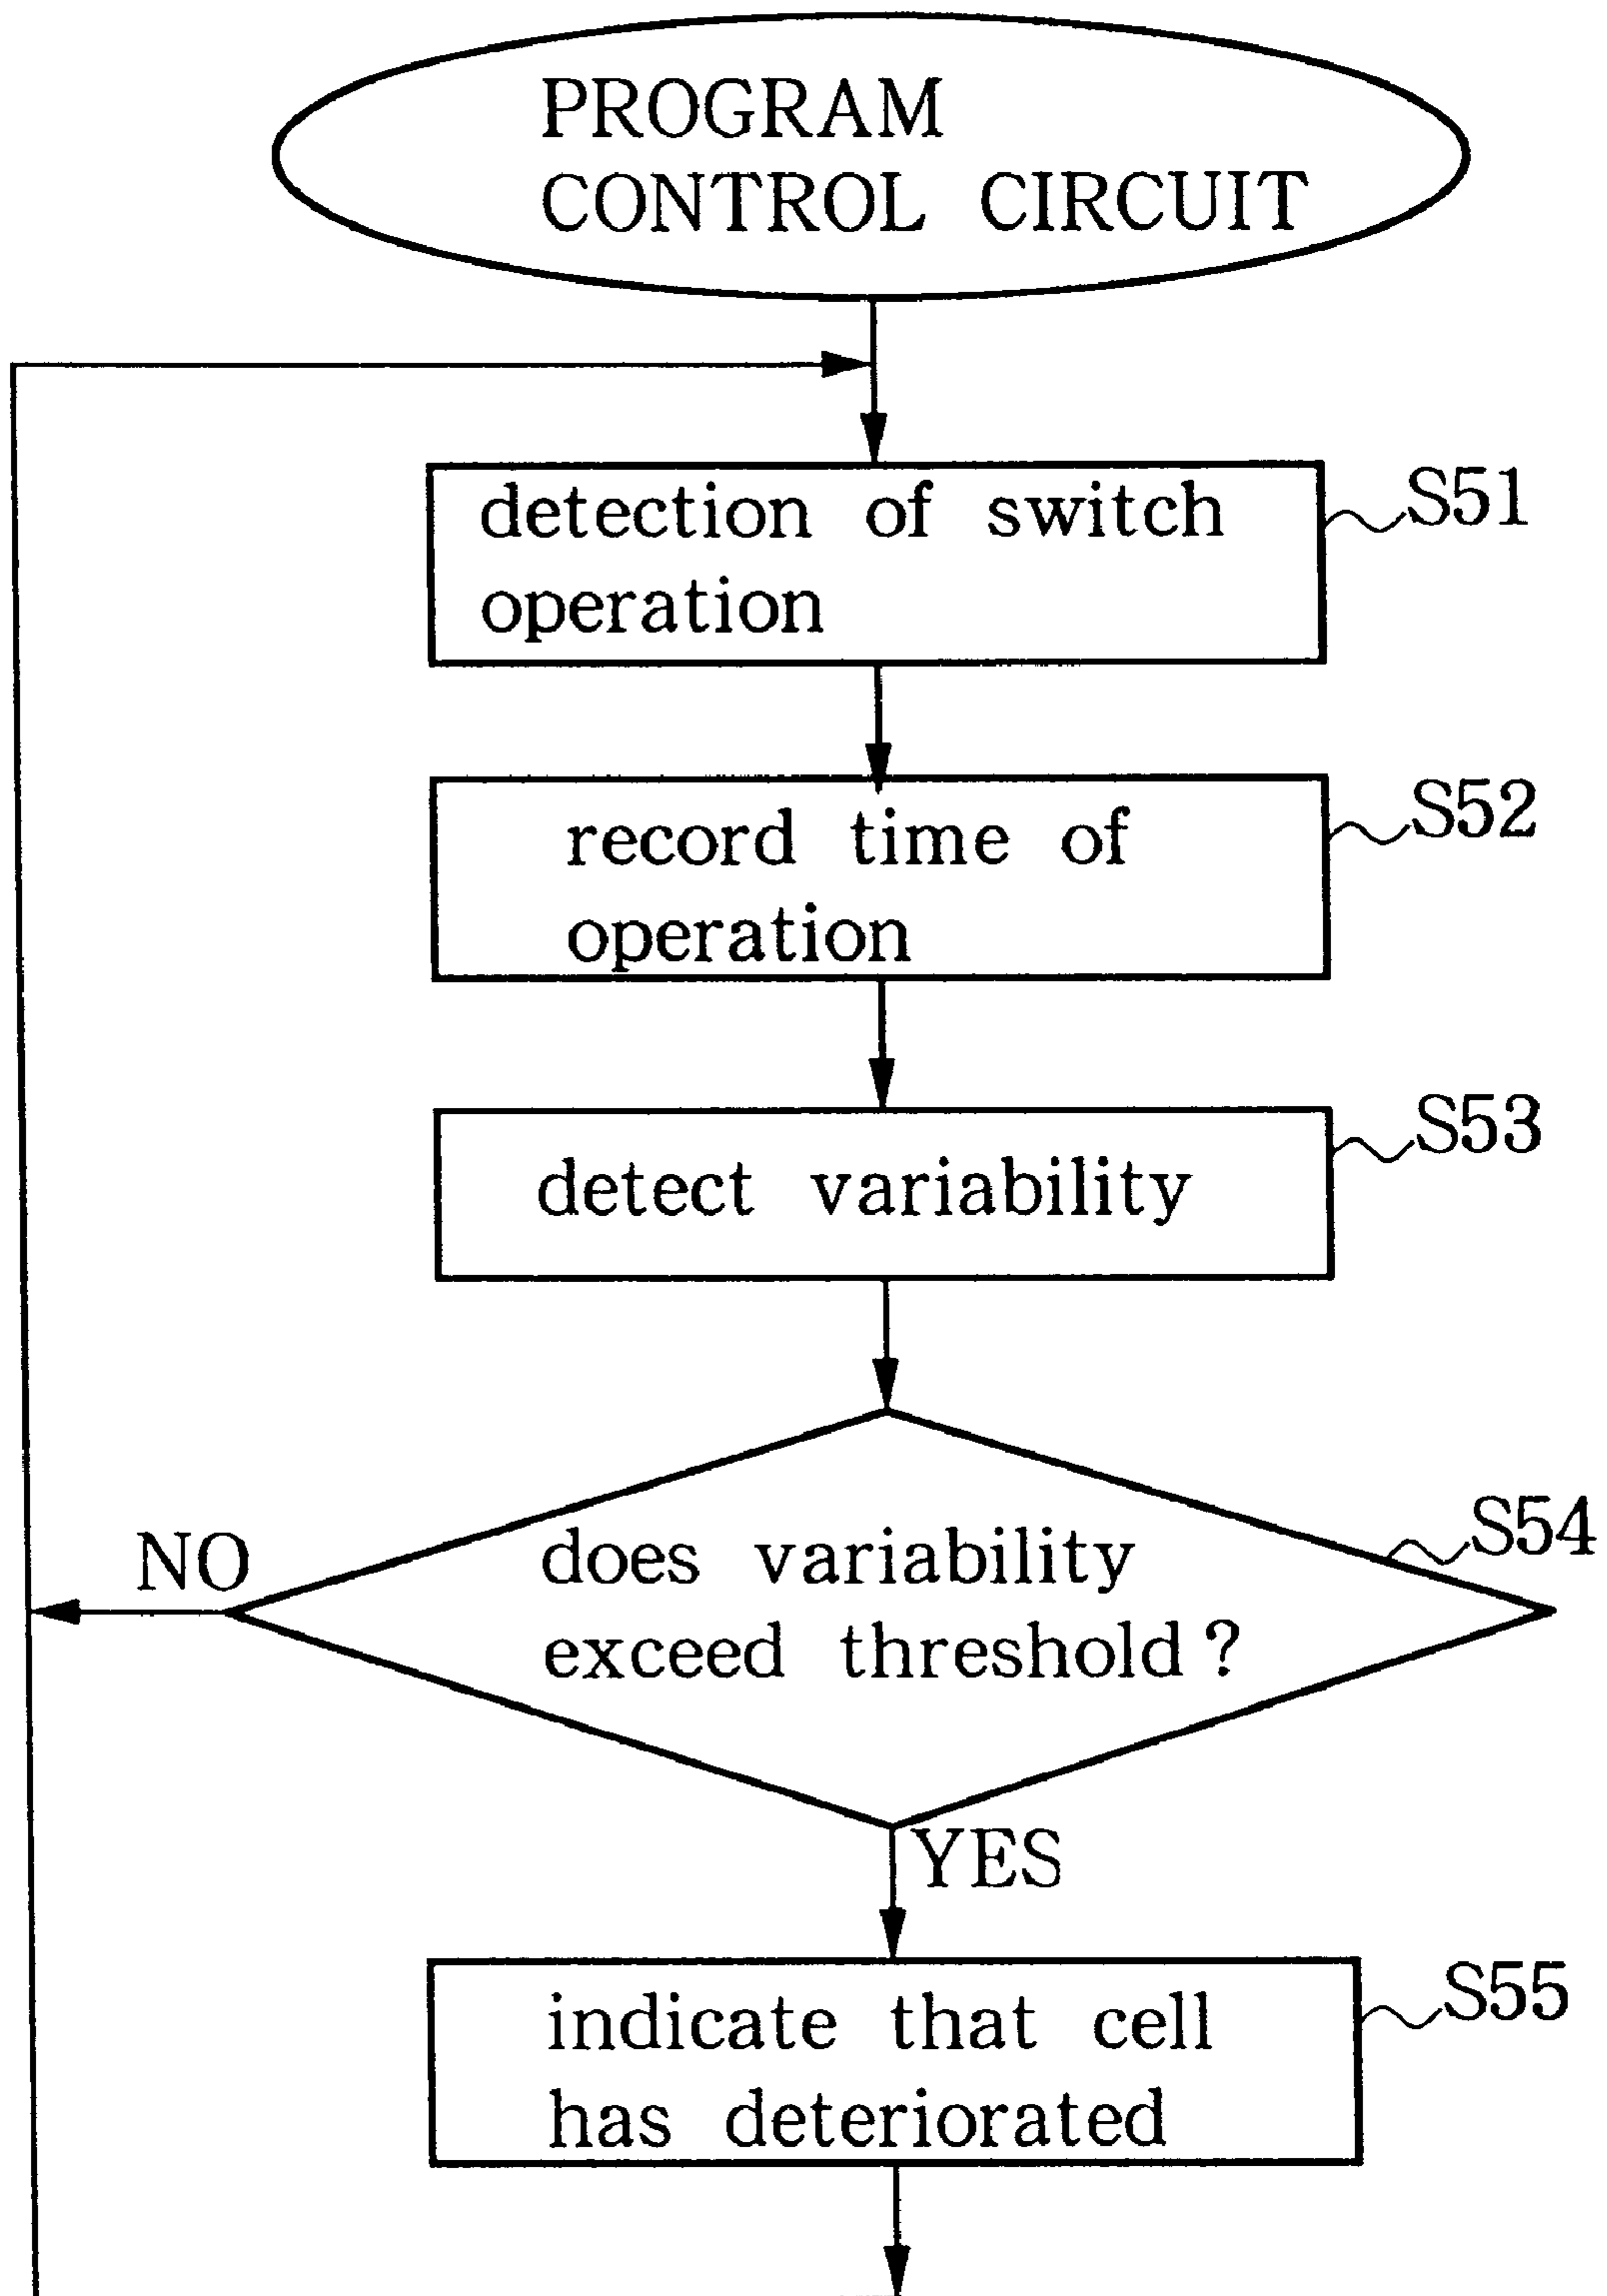 PROGRAM
CONTROL CIRCUIT
detection of switch
operation
S51
record time of
operation
S52
detect variability
S53
does variability
exceed threshold?
S54
NO
YES
indicate that cell
has deteriorated
S55